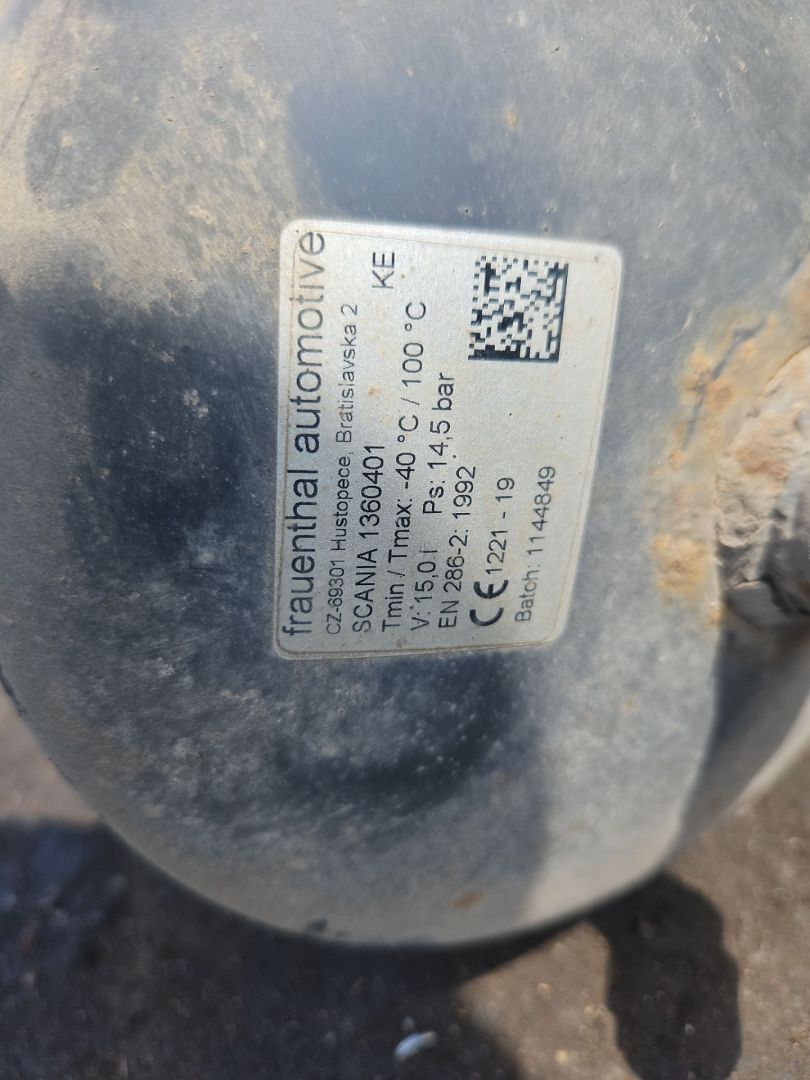 frauenthal automotive
CZ-69301 Hustopece, Bratislavska 2
SCANIA 1360401 KE
Tmin / Tmax: -40 °C / 100 °C
V: 15,0 l Ps: 14,5 bar
EN 286-2: 1992
CE 1221 - 19
Batch: 1144849